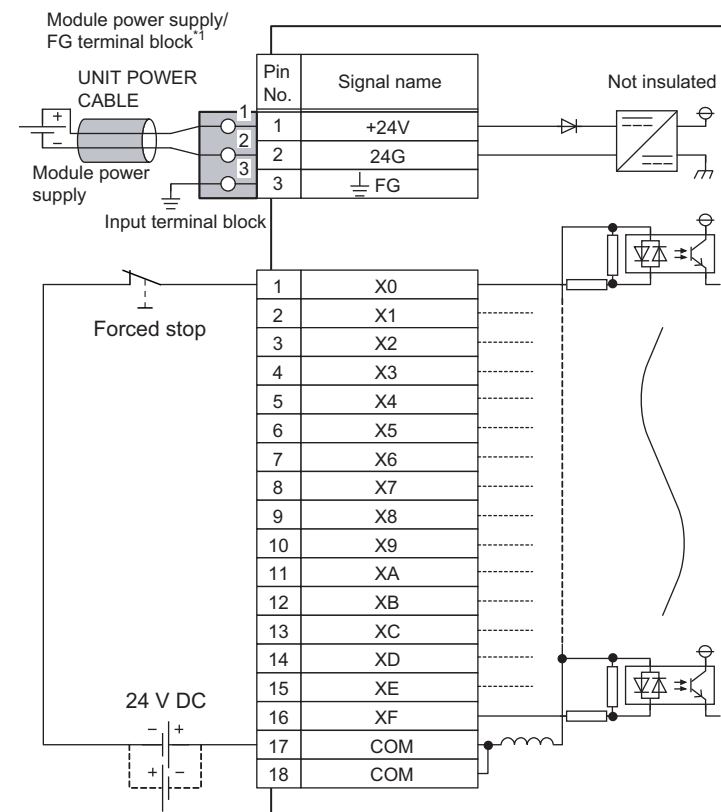 Module power supply/
FG terminal block*1
UNIT POWER
CABLE
Pin
No.
Signal name
Not insulated
+
−
1
2
3
1 +24V
2 24G
3 FG
Module power
supply
Input terminal block
Forced stop
1 X0
2 X1
3 X2
4 X3
5 X4
6 X5
7 X6
8 X7
9 X8
10 X9
11 XA
12 XB
13 XC
14 XD
15 XE
16 XF
17 COM
18 COM
24 V DC
− +
+ −